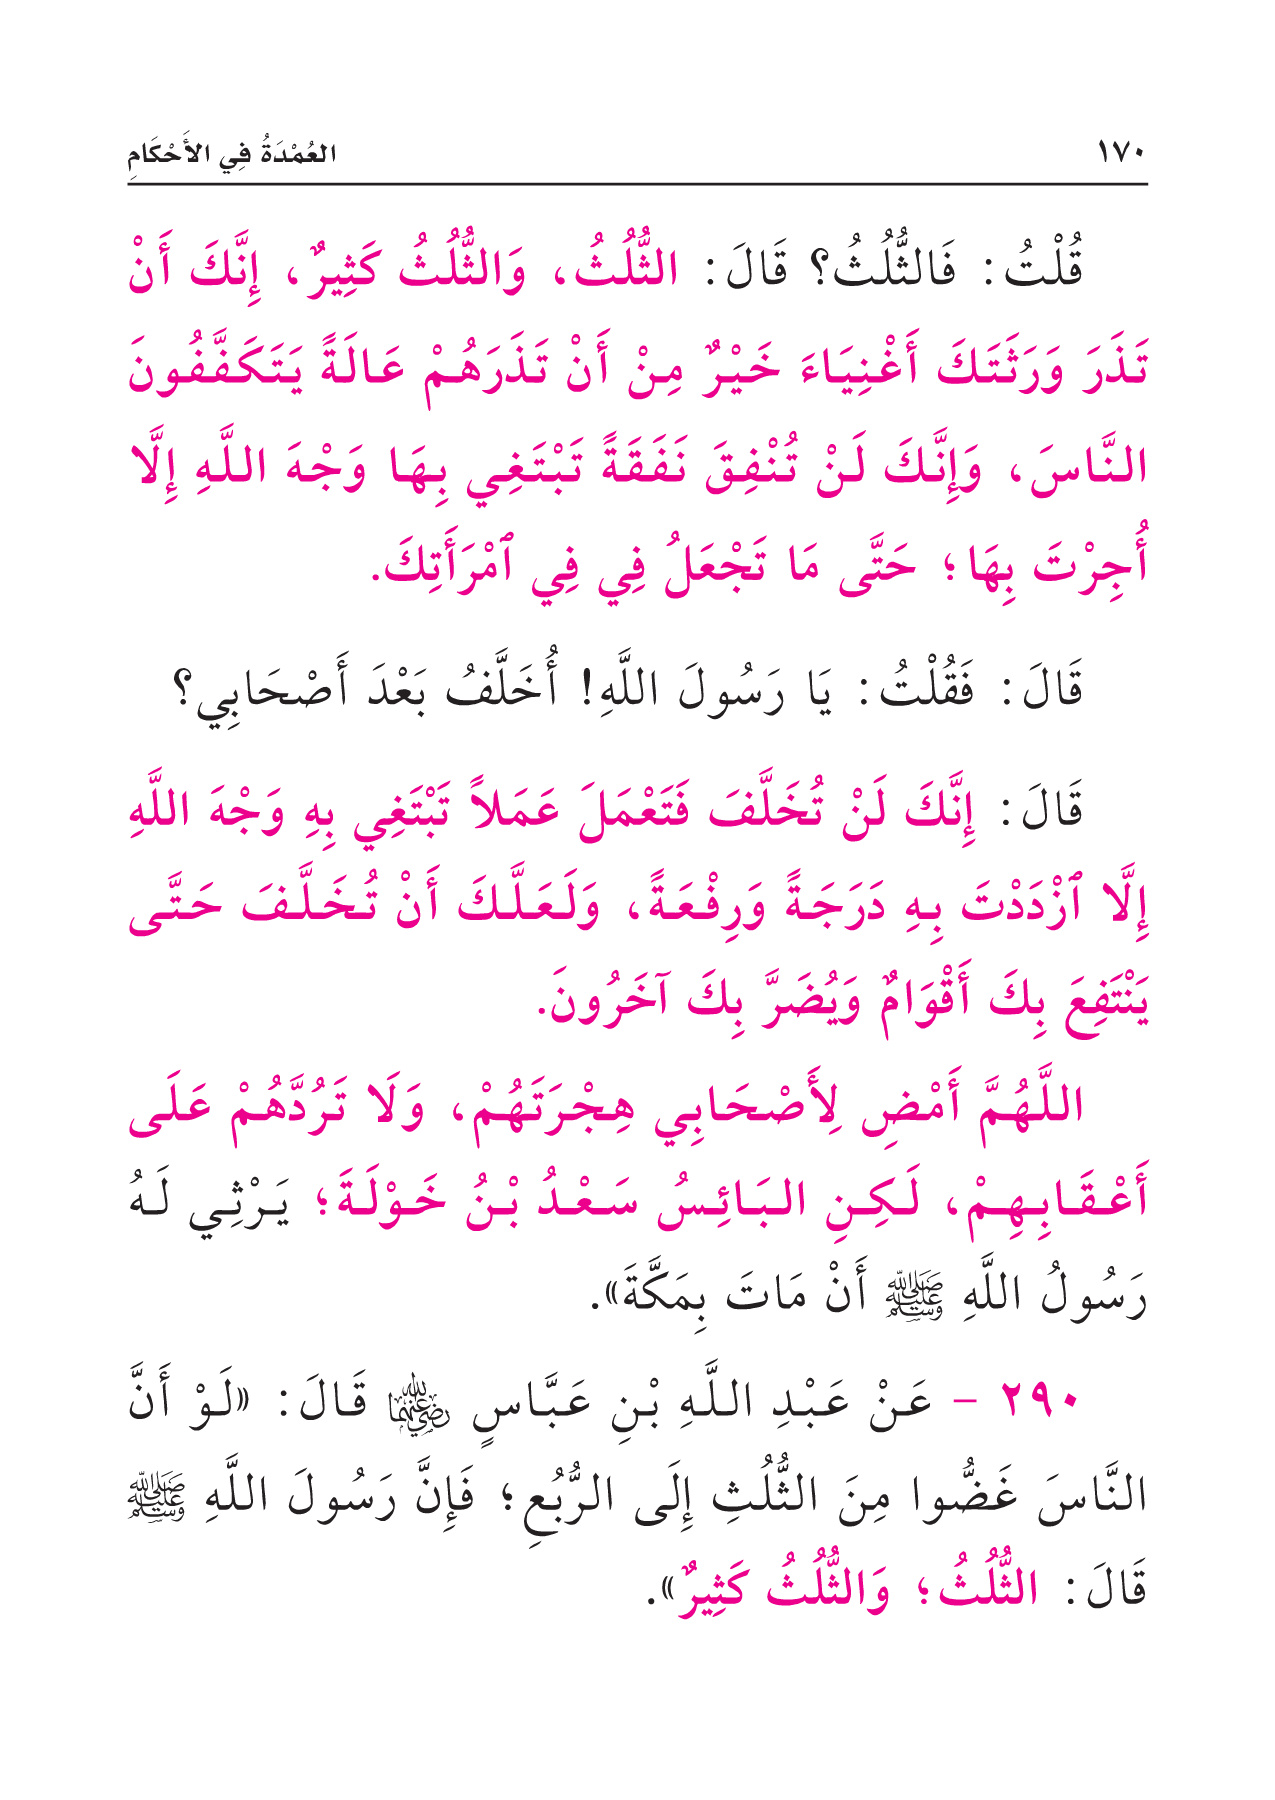 ١٧٠
العُمْدَةُ فِي الأَحْكَامِ
قُلْتُ: فَالثُّلُثُ؟ قَالَ: الثُّلُثُ، وَالثُّلُثُ كَثِيرٌ، إِنَّكَ أَنْ
تَذَرَ وَرَثَتَكَ أَغْنِيَاءَ خَيْرٌ مِنْ أَنْ تَذَرَهُمْ عَالَةً يَتَكَفَّفُونَ
النَّاسَ، وَإِنَّكَ لَنْ تُنْفِقَ نَفَقَةً تَبْتَغِي بِهَا وَجْهَ اللَّهِ إِلَّا
أُجِرْتَ بِهَا؛ حَتَّى مَا تَجْعَلُ فِي فِي ٱمْرَأَتِكَ.
قَالَ: فَقُلْتُ: يَا رَسُولَ اللَّهِ! أُخَلَّفُ بَعْدَ أَصْحَابِي؟
قَالَ: إِنَّكَ لَنْ تُخَلَّفَ فَتَعْمَلَ عَمَلاً تَبْتَغِي بِهِ وَجْهَ اللَّهِ
إِلَّا ٱزْدَدْتَ بِهِ دَرَجَةً وَرِفْعَةً، وَلَعَلَّكَ أَنْ تُخَلَّفَ حَتَّى
يَنْتَفِعَ بِكَ أَقْوَامٌ وَيُضَرَّ بِكَ آخَرُونَ.
اللَّهُمَّ أَمْضِ لِأَصْحَابِي هِجْرَتَهُمْ، وَلَا تَرُدَّهُمْ عَلَى
أَعْقَابِهِمْ، لَكِنِ البَائِسُ سَعْدُ بْنُ خَوْلَةَ؛ يَرْثِي لَهُ
رَسُولُ اللَّهِ ﷺ أَنْ مَاتَ بِمَكَّةَ».
٢٩٠ - عَنْ عَبْدِ اللَّهِ بْنِ عَبَّاسٍ رضي الله عنهما قَالَ: «لَوْ أَنَّ
النَّاسَ غَضُّوا مِنَ الثُّلُثِ إِلَى الرُّبُعِ؛ فَإِنَّ رَسُولَ اللَّهِ ﷺ
قَالَ: الثُّلُثُ؛ وَالثُّلُثُ كَثِيرٌ».